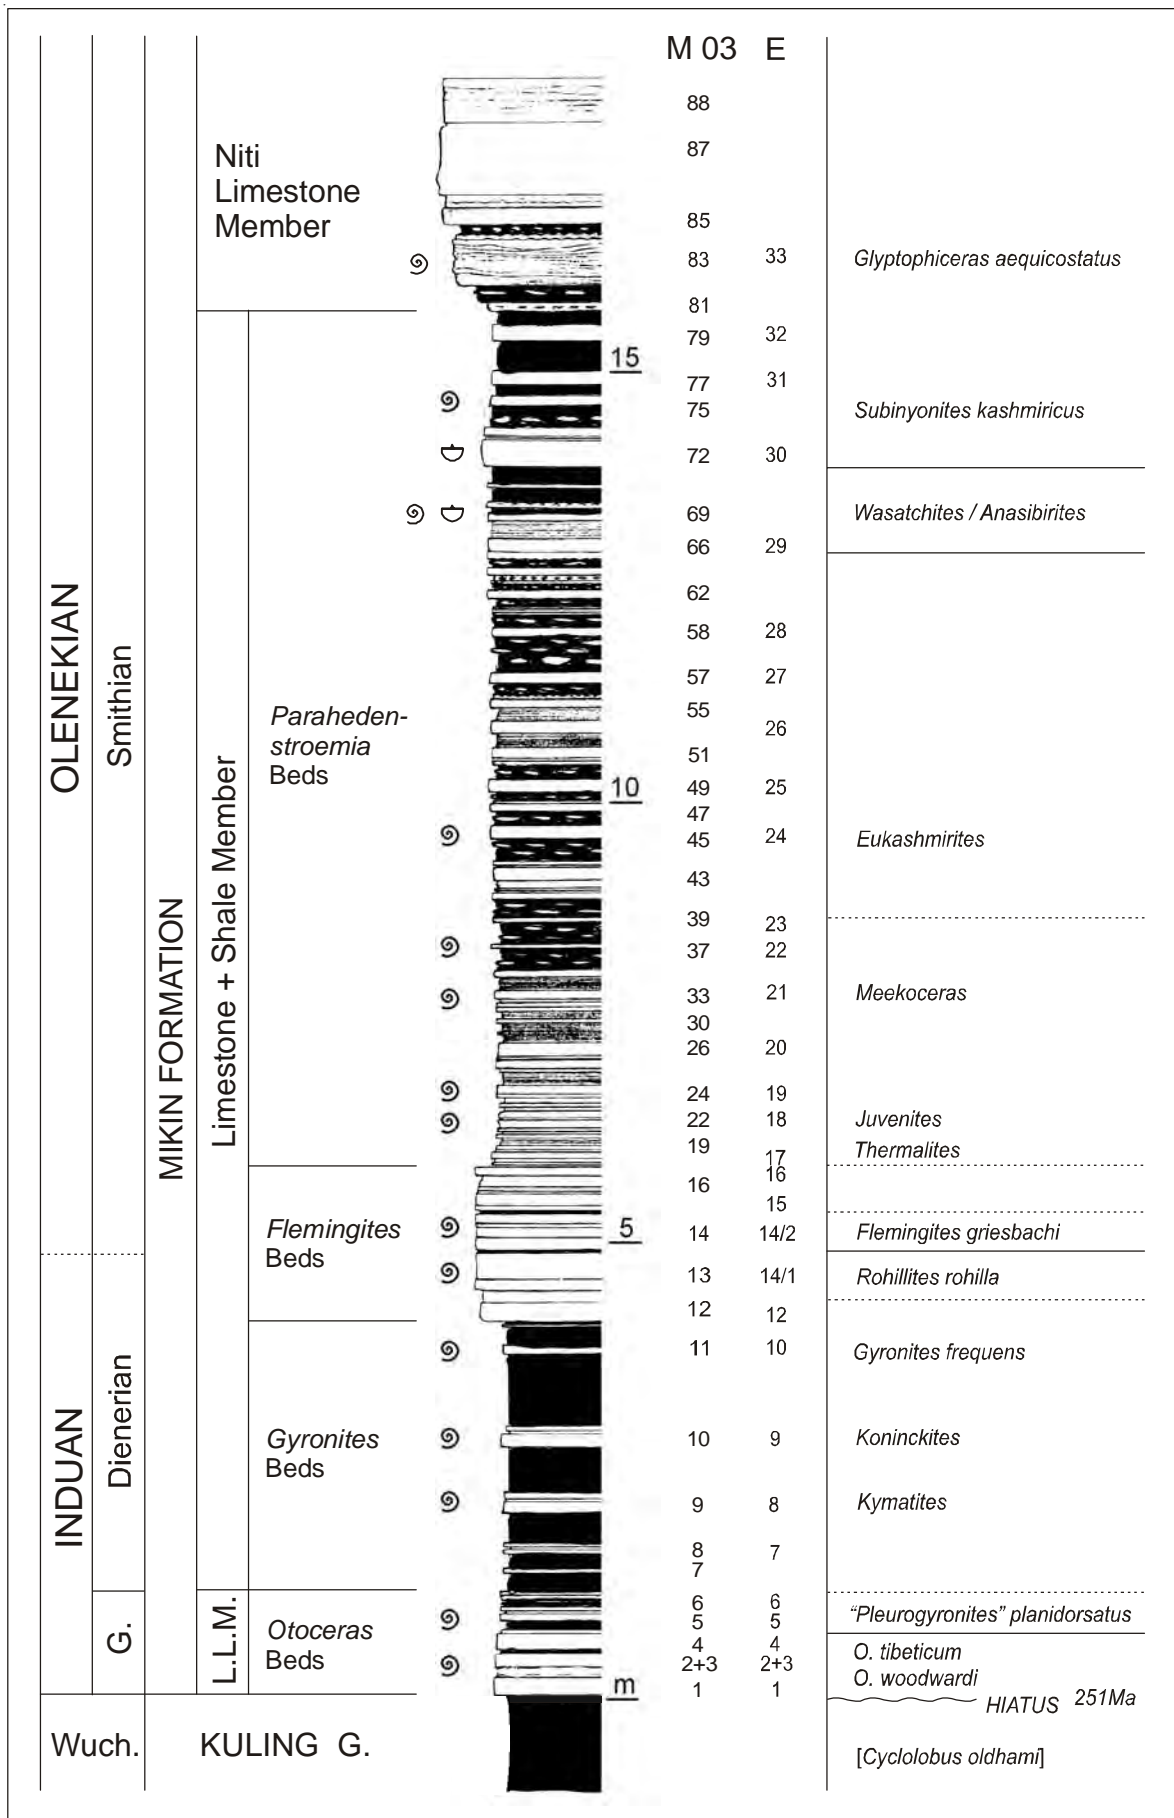 M 03 E
88
87
Niti
Limestone
Member
85
83 33 Glyptophiceras aequicostatus
81
79 32
15
77 31
75 Subinyonites kashmiricus
72 30
69 Wasatchites / Anasibirites
66 29
62
58 28
57 27
OLENEKIAN
Smithian
MIKIN FORMATION
Limestone + Shale Member
Paraheden-
stroemia
Beds
55
26
51
10
49 25
47
45 24 Eukashmirites
43
39 23
37 22
33 21 Meekoceras
30
26 20
24 19
22 18 Juvenites
19 17 Thermalites
16 16
15
Flemingites
Beds
5
14 14/2 Flemingites griesbachi
13 14/1 Rohillites rohilla
12 12
11 10 Gyronites frequens
INDUAN
Dienerian
Gyronites
Beds
10 9 Koninckites
9 8 Kymatites
8 7
7
G.
L.L.M.
Otoceras
Beds
6 6
5 5 "Pleurogyronites" planidorsatus
4 4 O. tibeticum
2+3 2+3 O. woodwardi
m
1 1
HIATUS 251Ma
Wuch. KULING G.
[Cyclolobus oldhami]